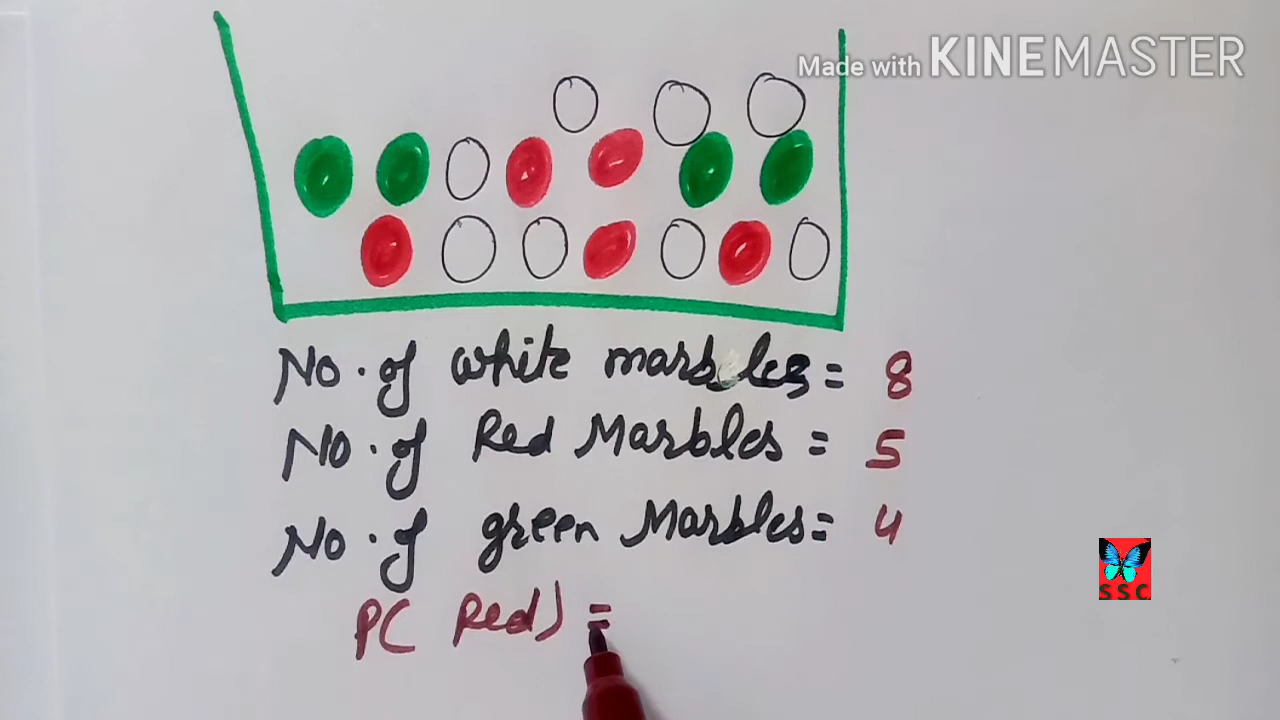 Made with KINEMASTER
No. of white marbles = 8
No. of Red Marbles = 5
No. of green Marbles = 4
P( Red) =
SSC